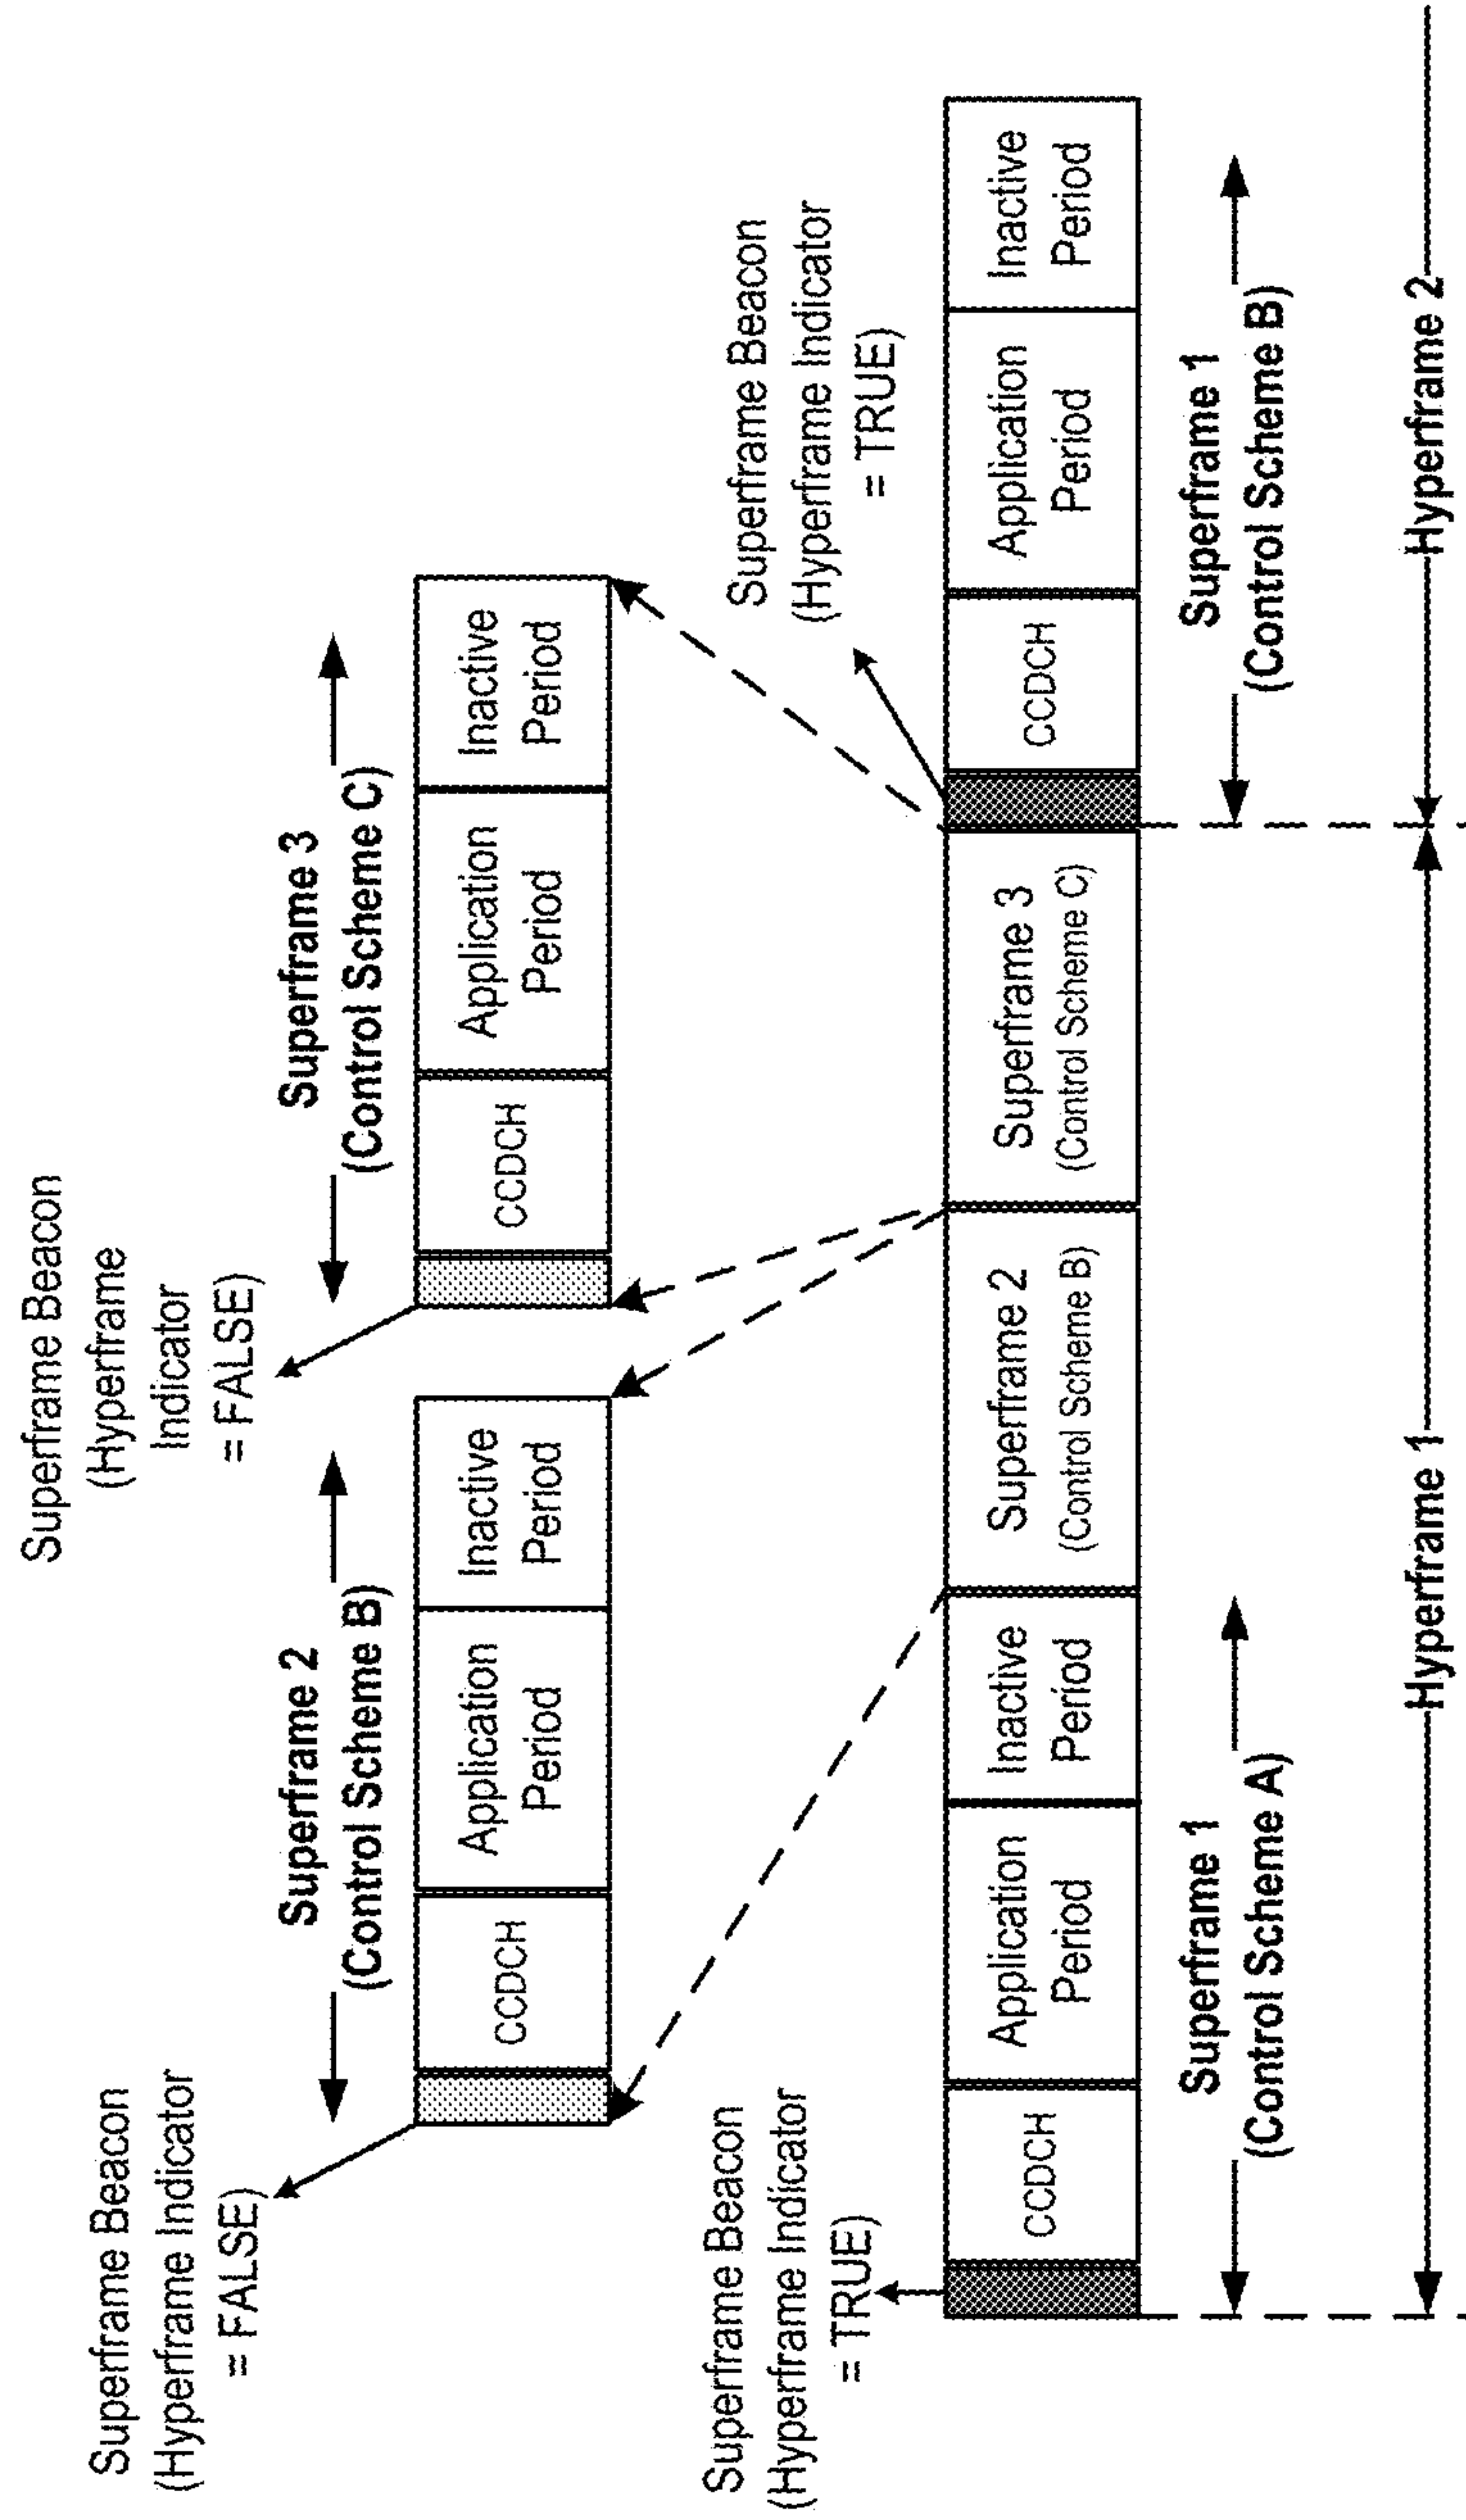 Superframe Beacon
(Hyperframe Indicator
= FALSE)
Superframe 2
(Control Scheme B)
CCDCH
Application
Period
Inactive
Period
Superframe Beacon
(Hyperframe
Indicator
= FALSE)
Superframe 3
(Control Scheme C)
CCDCH
Application
Period
Inactive
Period
Superframe Beacon
(Hyperframe Indicator
= TRUE)
Superframe Beacon
(Hyperframe Indicator
= TRUE)
CCDCH
Application
Period
Inactive
Period
Superframe 2
(Control Scheme B)
Superframe 3
(Control Scheme C)
CCDCH
Application
Period
Inactive
Period
Superframe 1
(Control Scheme A)
Superframe 1
(Control Scheme B)
Hyperframe 1
Hyperframe 2